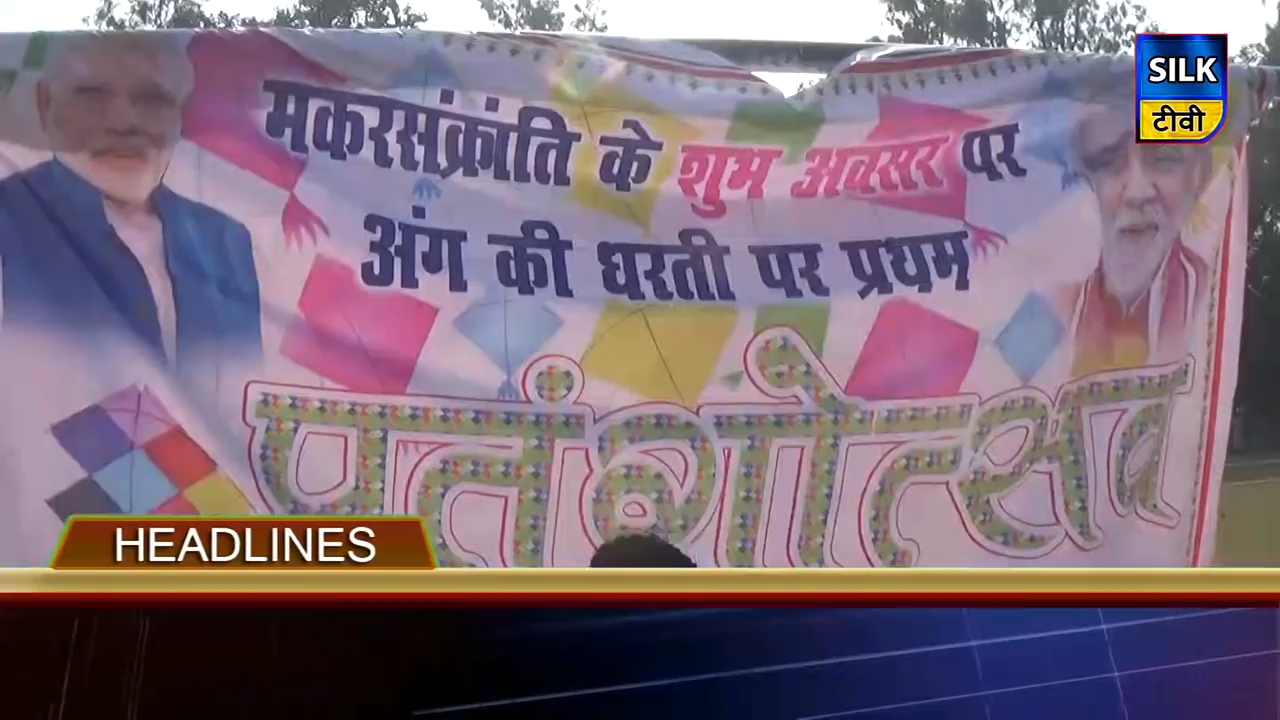 मकरसंक्रांति के शुभ अवसर पर
अंग की धरती पर प्रथम
पतंगोत्सव
SILK
टीवी
HEADLINES